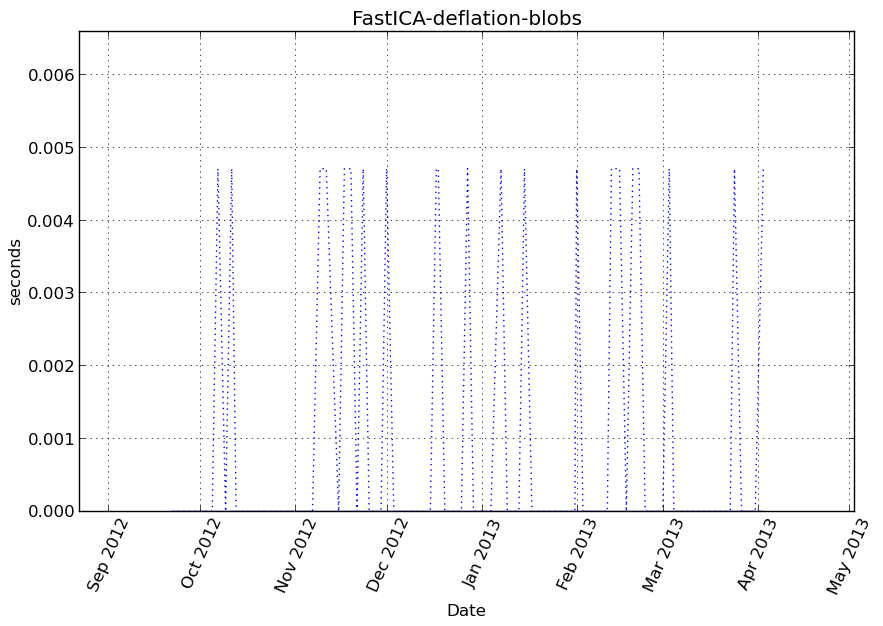 FastICA-deflation-blobs
0.006
0.005
0.004
0.003
0.002
0.001
0.000
seconds
Sep 2012
Oct 2012
Nov 2012
Dec 2012
Jan 2013
Feb 2013
Mar 2013
Apr 2013
May 2013
Date